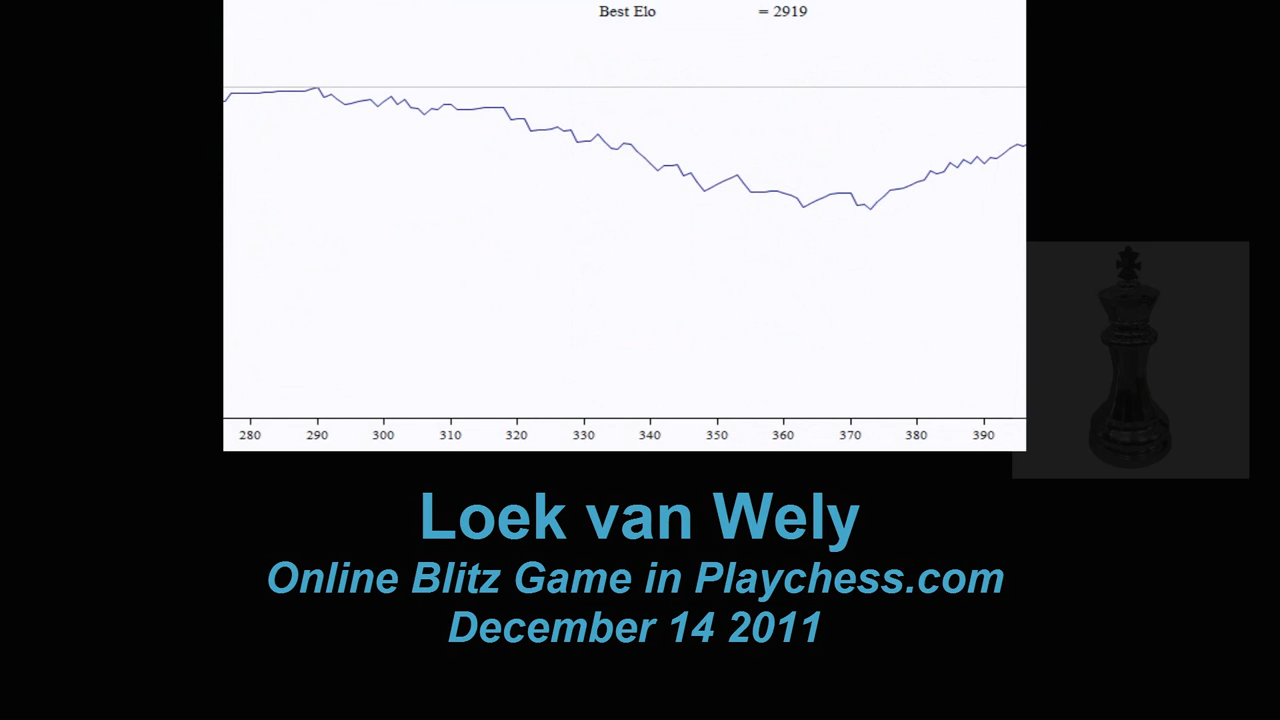 Best Elo = 2919
280 290 300 310 320 330 340 350 360 370 380 390
Loek van Wely
Online Blitz Game in Playchess.com
December 14 2011